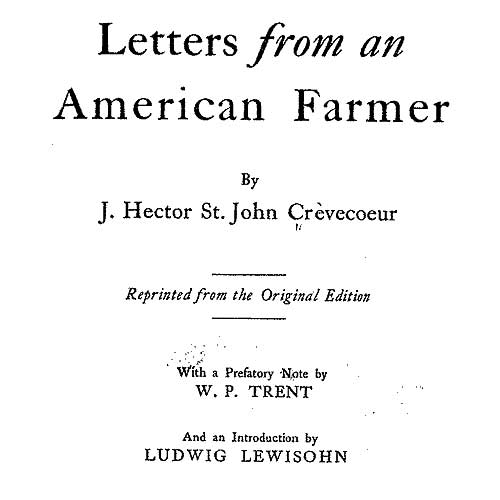 Letters from an
American Farmer
By
J. Hector St. John Crèvecoeur
Reprinted from the Original Edition
With a Prefatory Note by
W. P. TRENT
And an Introduction by
LUDWIG LEWISOHN